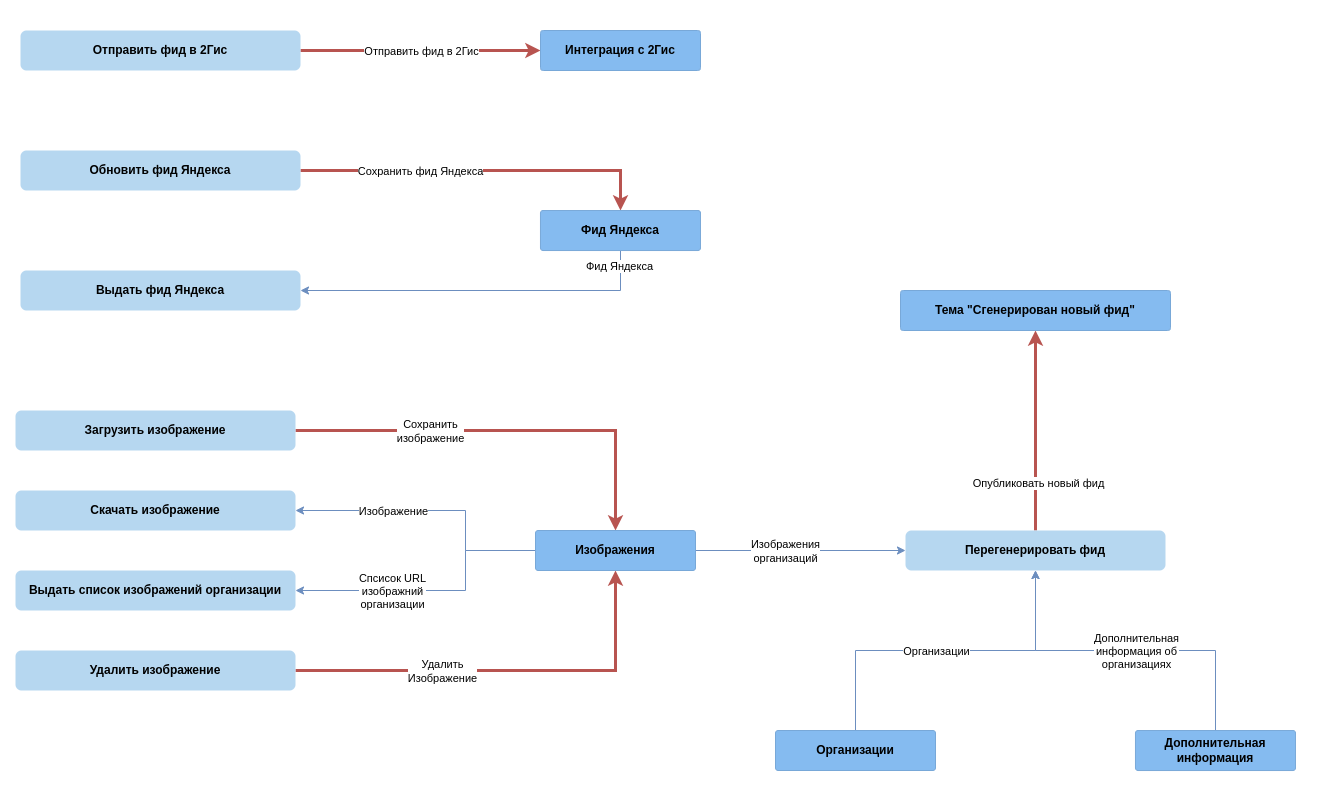 Отправить фид в 2Гис
Отправить фид в 2Гис
Интеграция с 2Гис
Обновить фид Яндекса
Сохранить фид Яндекса
Фид Яндекса
Фид Яндекса
Выдать фид Яндекса
Тема "Сгенерирован новый фид"
Опубликовать новый фид
Загрузить изображение
Сохранить
изображение
Скачать изображение
Изображение
Изображения
Изображения
организаций
Перегенерировать фид
Выдать список изображений организации
Спсисок URL
изображний
организации
Удалить изображение
Удалить
Изображение
Организации
Дополнительная
информация об
организациях
Организации
Дополнительная
информация